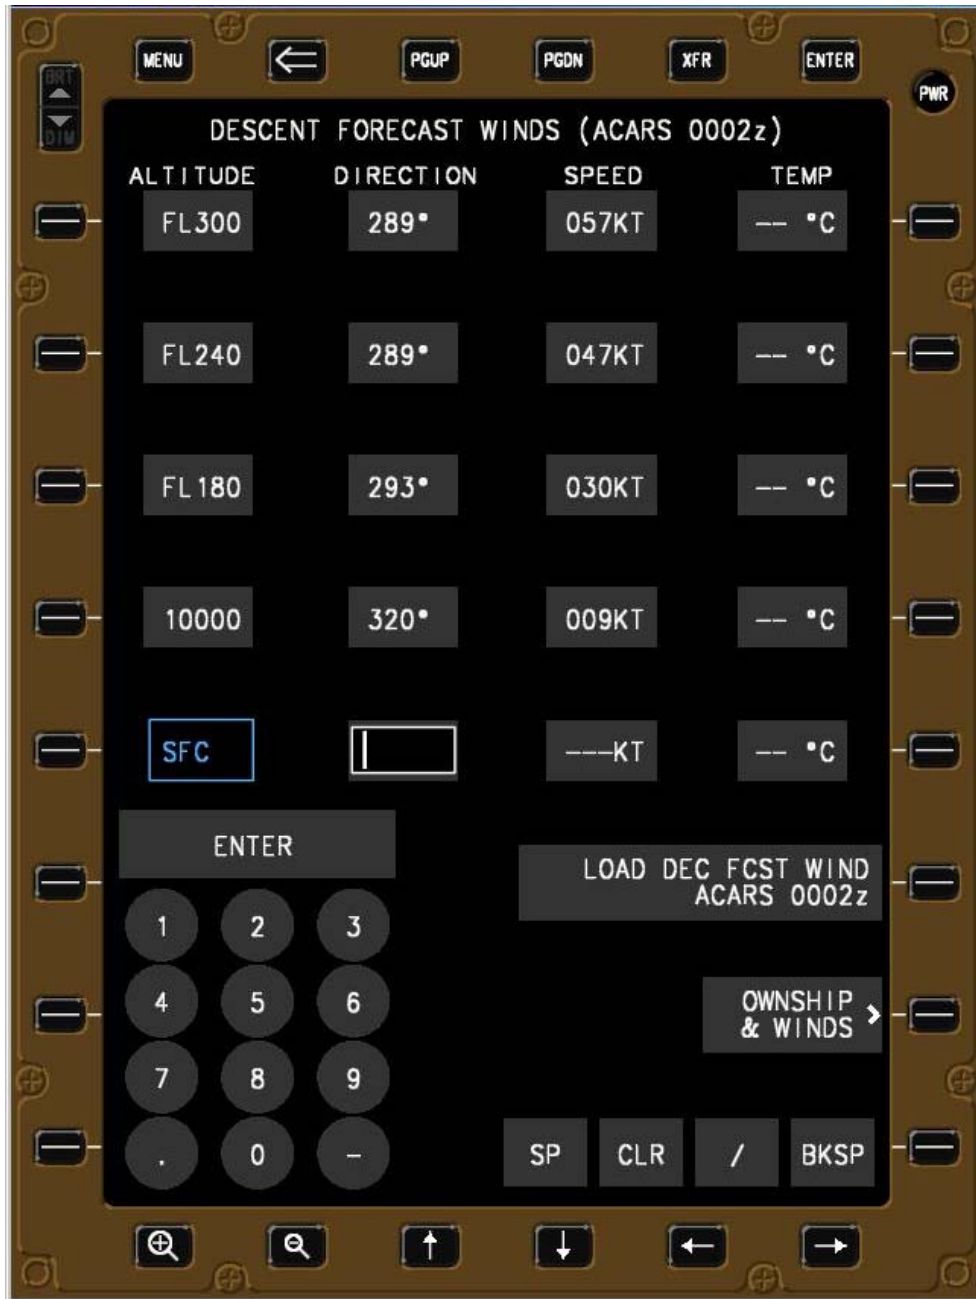 MENU PGUP PGDN XFR ENTER
BRT
PWR
DIM
DESCENT FORECAST WINDS (ACARS 0002z)
ALTITUDE DIRECTION SPEED TEMP
FL300 289° 057KT -- °C
FL240 289° 047KT -- °C
FL180 293° 030KT -- °C
10000 320° 009KT -- °C
SFC ---KT -- °C
ENTER
LOAD DEC FCST WIND
ACARS 0002z
1 2 3
4 5 6
OWNSHIP
& WINDS >
7 8 9
. 0 -
SP CLR / BKSP